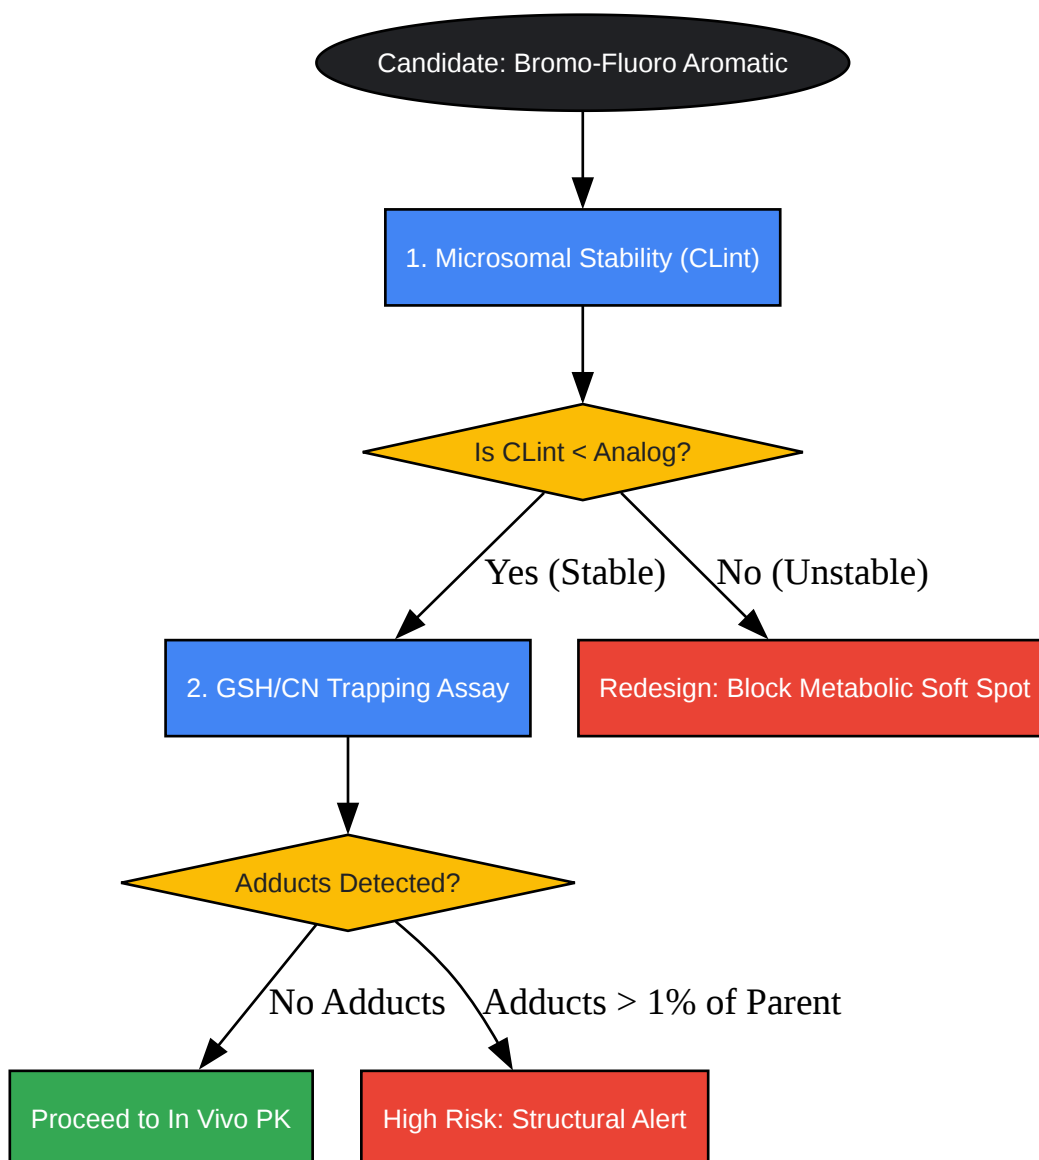 Candidate: Bromo-Fluoro Aromatic
1. Microsomal Stability (CLint)
Is CLint < Analog?
Yes (Stable)
No (Unstable)
2. GSH/CN Trapping Assay
Redesign: Block Metabolic Soft Spot
Adducts Detected?
No Adducts
Adducts > 1% of Parent
Proceed to In Vivo PK
High Risk: Structural Alert